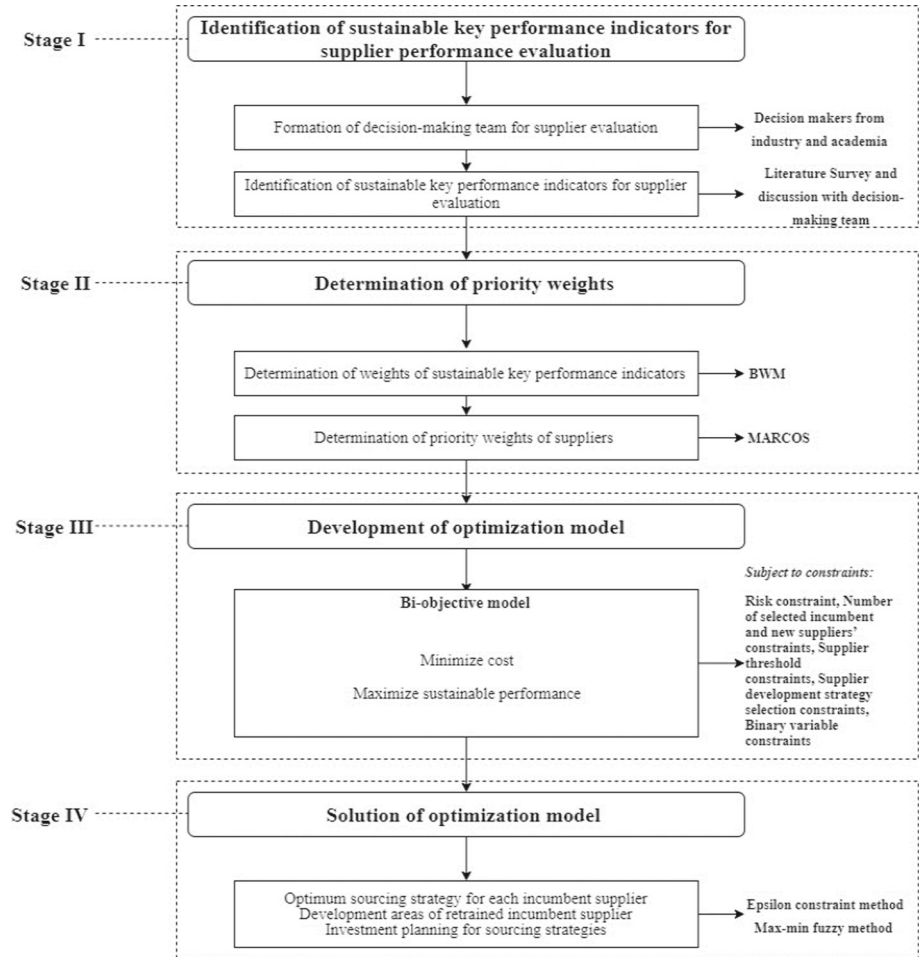 Stage I
Identification of sustainable key performance indicators for
supplier performance evaluation
Formation of decision-making team for supplier evaluation
Decision makers from
industry and academia
Identification of sustainable key performance indicators for supplier
evaluation
Literature Survey and
discussion with decision-
making team
Stage II
Determination of priority weights
Determination of weights of sustainable key performance indicators
BWM
Determination of priority weights of suppliers
MARCOS
Stage III
Development of optimization model
Bi-objective model
Minimize cost
Maximize sustainable performance
Subject to constraints:
Risk constraint, Number
of selected incumbent
and new suppliers’
constraints, Supplier
threshold
constraints, Supplier
development strategy
selection constraints,
Binary variable
constraints
Stage IV
Solution of optimization model
Optimum sourcing strategy for each incumbent supplier
Development areas of retrained incumbent supplier
Investment planning for sourcing strategies
Epsilon constraint method
Max-min fuzzy method